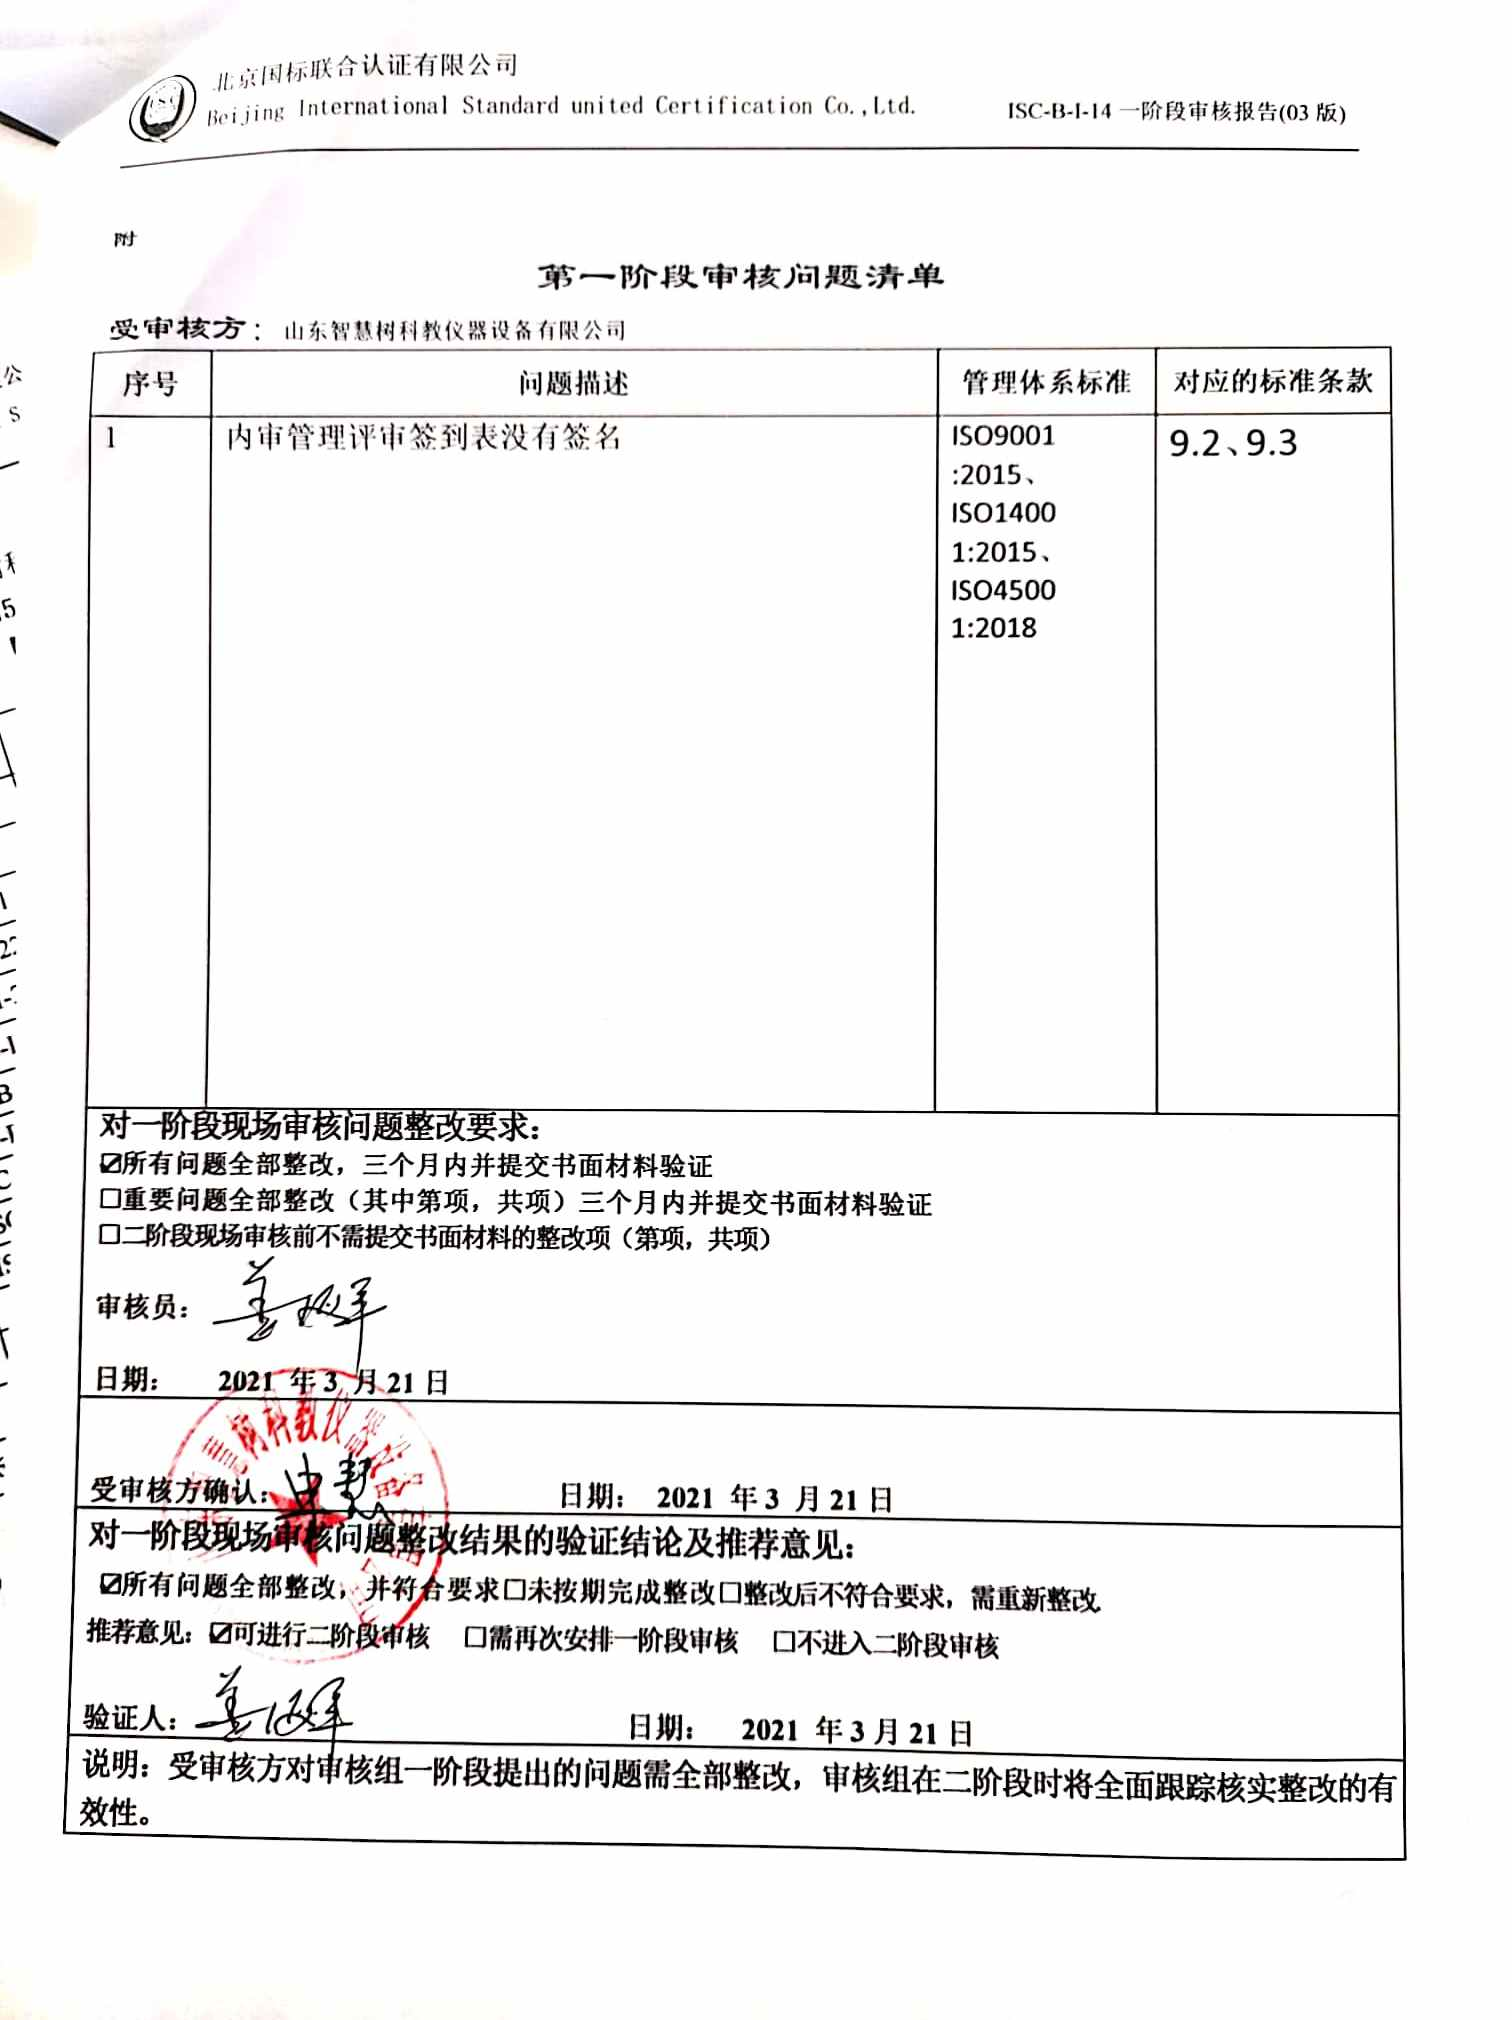 北京国标联合认证有限公司
Beijing International Standard united Certification Co.,Ltd. ISC-B-I-14 一阶段审核报告(03 版)
附
第一阶段审核问题清单
受审核方：山东智慧树科教仪器设备有限公司
序号 问题描述 管理体系标准 对应的标准条款
1 内审管理评审签到表没有签名 ISO9001 9.2、9.3
:2015、
ISO1400
1:2015、
ISO4500
1:2018
对一阶段现场审核问题整改要求：
☑所有问题全部整改，三个月内并提交书面材料验证
☐重要问题全部整改（其中第项，共项）三个月内并提交书面材料验证
☐二阶段现场审核前不需提交书面材料的整改项（第项，共项）
审核员：
日期： 2021 年 3 月 21 日
受审核方确认： 日期： 2021 年 3 月 21 日
对一阶段现场审核问题整改结果的验证结论及推荐意见：
☑所有问题全部整改，并符合要求☐未按期完成整改☐整改后不符合要求，需重新整改
推荐意见：☑可进行二阶段审核 ☐需再次安排一阶段审核 ☐不进入二阶段审核
验证人： 日期： 2021 年 3 月 21 日
说明：受审核方对审核组一阶段提出的问题需全部整改，审核组在二阶段时将全面跟踪核实整改的有
效性。